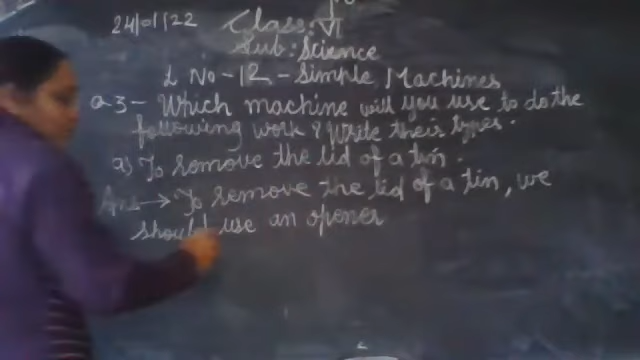 24/01/22 Class: VI
Sub: Science
L No-12-Simple Machines
Q.3- Which machine will you use to do the
following work & Write their types.
a) To remove the lid of a tin.
Ans→ To remove the lid of a tin, we
should use an opener